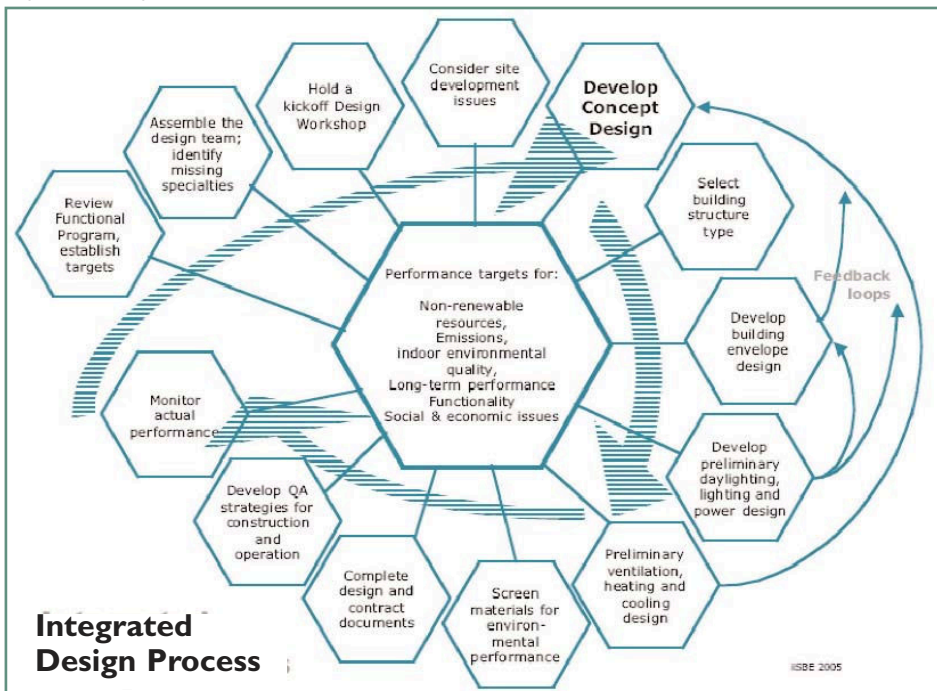 Hold a
kickoff Design
Workshop
Consider site
development
issues
Develop
Concept
Design
Assemble the
design team;
identify
missing
specialties
Select
building
structure
type
Review
Functional
Program,
establish
targets
Performance targets for:
Non-renewable
resources,
Emissions,
indoor environmental
quality,
Long-term performance
Functionality
Social & economic issues
Feedback
loops
Develop
building
envelope
design
Monitor
actual
performance
Develop
preliminary
daylighting,
lighting and
power design
Develop QA
strategies for
construction
and
operation
Preliminary
ventilation,
heating and
cooling
design
Complete
design and
contract
documents
Screen
materials for
environ-
mental
performance
Integrated
Design Process
iiSBE 2005